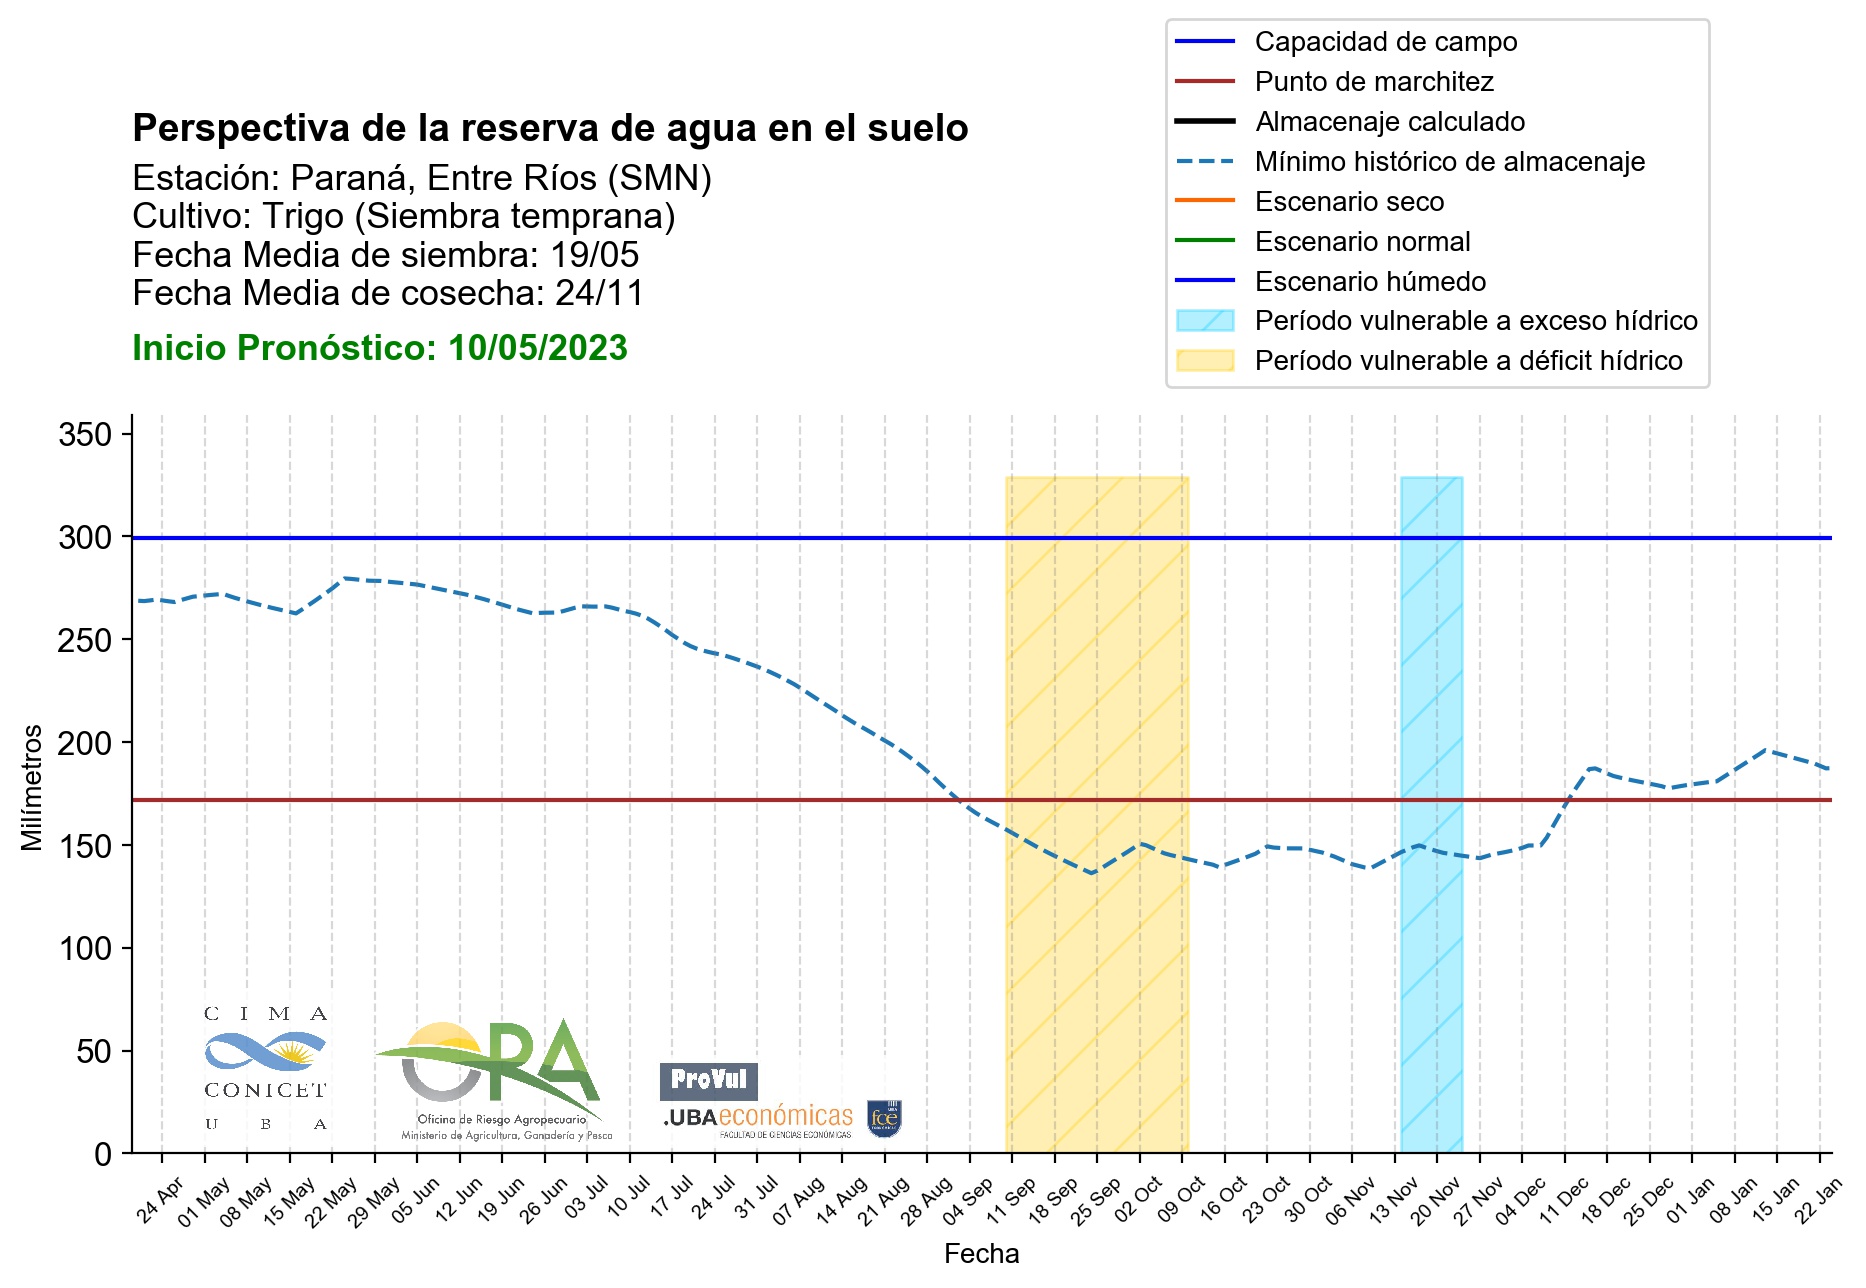 Capacidad de campo
Punto de marchitez
Almacenaje calculado
Mínimo histórico de almacenaje
Escenario seco
Escenario normal
Escenario húmedo
Período vulnerable a exceso hídrico
Período vulnerable a déficit hídrico
Perspectiva de la reserva de agua en el suelo
Estación: Paraná, Entre Ríos (SMN)
Cultivo: Trigo (Siembra temprana)
Fecha Media de siembra: 19/05
Fecha Media de cosecha: 24/11
Inicio Pronóstico: 10/05/2023
350
300
250
200
150
100
50
0
Milímetros
C I M A
CONICET
U B A
ORA
Oficina de Riesgo Agropecuario
Ministerio de Agricultura, Ganadería y Pesca
ProVul
.UBAeconómicas
FACULTAD DE CIENCIAS ECONÓMICAS
fce
24 Apr
01 May
08 May
15 May
22 May
29 May
05 Jun
12 Jun
19 Jun
26 Jun
03 Jul
10 Jul
17 Jul
24 Jul
31 Jul
07 Aug
14 Aug
21 Aug
28 Aug
04 Sep
11 Sep
18 Sep
25 Sep
02 Oct
09 Oct
16 Oct
23 Oct
30 Oct
06 Nov
13 Nov
20 Nov
27 Nov
04 Dec
11 Dec
18 Dec
25 Dec
01 Jan
08 Jan
15 Jan
22 Jan
Fecha